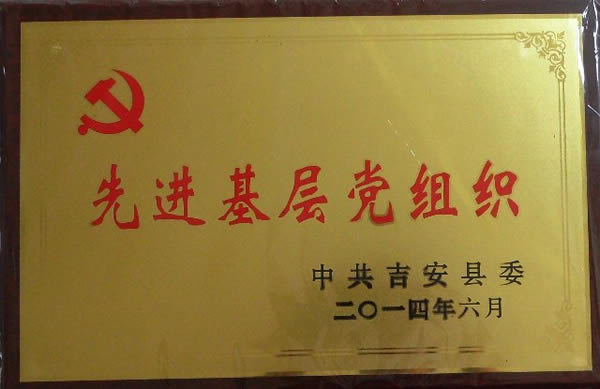 先进基层党组织
中共吉安县委
二〇一四年六月